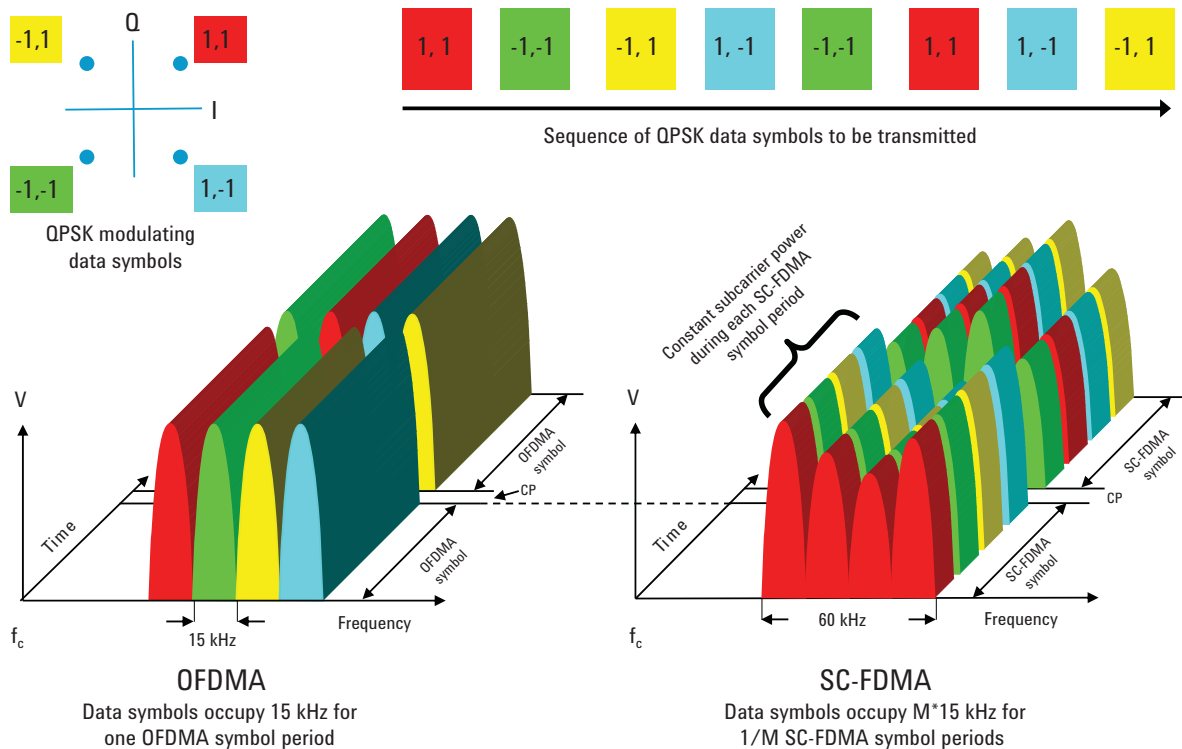 -1,1
Q
1,1
I
-1,-1
1,-1
QPSK modulating
data symbols
1, 1
-1,-1
-1, 1
1, -1
-1,-1
1, 1
1, -1
-1, 1
Sequence of QPSK data symbols to be transmitted
V
Time
OFDMA
symbol
CP
OFDMA
symbol
15 kHz
Frequency
fc
OFDMA
Data symbols occupy 15 kHz for
one OFDMA symbol period
Constant subcarrier power
during each SC-FDMA
symbol period
V
Time
SC-FDMA
symbol
CP
SC-FDMA
symbol
60 kHz
Frequency
fc
SC-FDMA
Data symbols occupy M*15 kHz for
1/M SC-FDMA symbol periods